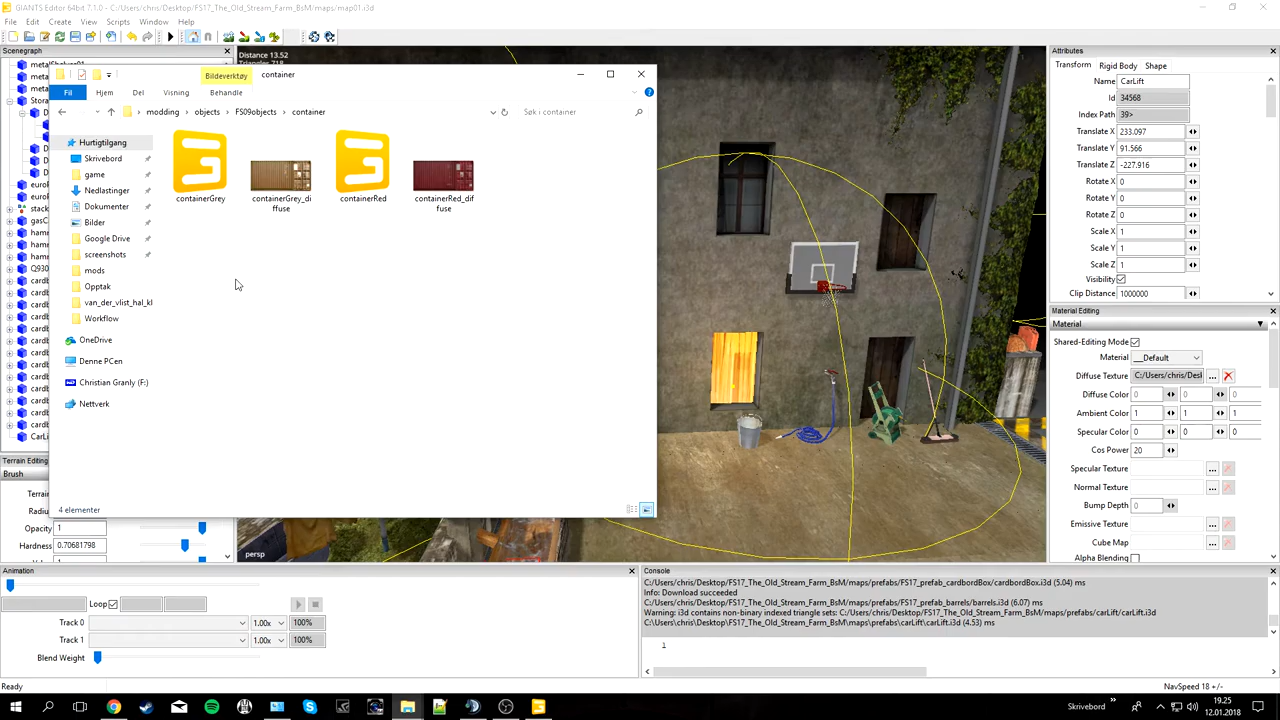 GIANTS Editor 64bit 7.1.0 - C:/Users/chris/Desktop/FS17_The_Old_Stream_Farm_BsM/maps/map01.i3d
File Edit Create View Scripts Window Help
Scenegraph
Distance 13.52
Triangles 718
persp
Bildeverktøy container
Fil Hjem Del Visning Behandle
modding objects FS09objects container
Søk i container
Hurtigtilgang
Skrivebord
game
Nedlastinger
Dokumenter
Bilder
Google Drive
screenshots
mods
Opptak
van_der_vlist_hal_kl
Workflow
OneDrive
Denne PCen
Christian Granly (F:)
Nettverk
containerGrey
containerGrey_di
ffuse
containerRed
containerRed_dif
fuse
4 elementer
Terrain Editing
Brush
Opacity 1
Hardness 0.70681798
Attributes
Transform Rigid Body Shape
Name CarLift
Id 34568
Index Path 39>
Translate X 233.097
Translate Y 91.566
Translate Z -227.916
Rotate X 0
Rotate Y 0
Rotate Z 0
Scale X 1
Scale Y 1
Scale Z 1
Visibility
Clip Distance 1000000
Material Editing
Material
Shared-Editing Mode
Material __Default
Diffuse Texture C:/Users/chris/Desl
Diffuse Color 0 0 0
Ambient Color 1 1 1
Specular Color 0 0 0
Cos Power 20
Specular Texture
Normal Texture
Bump Depth 0
Emissive Texture
Cube Map
Alpha Blending
Animation
Loop
Track 0 1.00x 100%
Track 1 1.00x 100%
Blend Weight
Console
C:/Users/chris/Desktop/FS17_The_Old_Stream_Farm_BsM/maps/prefabs/FS17_prefab_cardbordBox/cardbordBox.i3d (5.04) ms
Info: Download succeeded
C:/Users/chris/Desktop/FS17_The_Old_Stream_Farm_BsM/maps/prefabs/FS17_prefab_barrels/barrels.i3d (6.07) ms
Warning: i3d contains non-binary indexed triangle sets: C:/Users/chris/Desktop/FS17_The_Old_Stream_Farm_BsM/maps/prefabs/carLift/carLift.i3d
C:\Users\chris\Desktop\FS17_The_Old_Stream_Farm_BsM\maps\prefabs\carLift\carLift.i3d (4.53) ms
1
Ready
NavSpeed 18 +/-
Skrivebord
19.25
12.01.2018